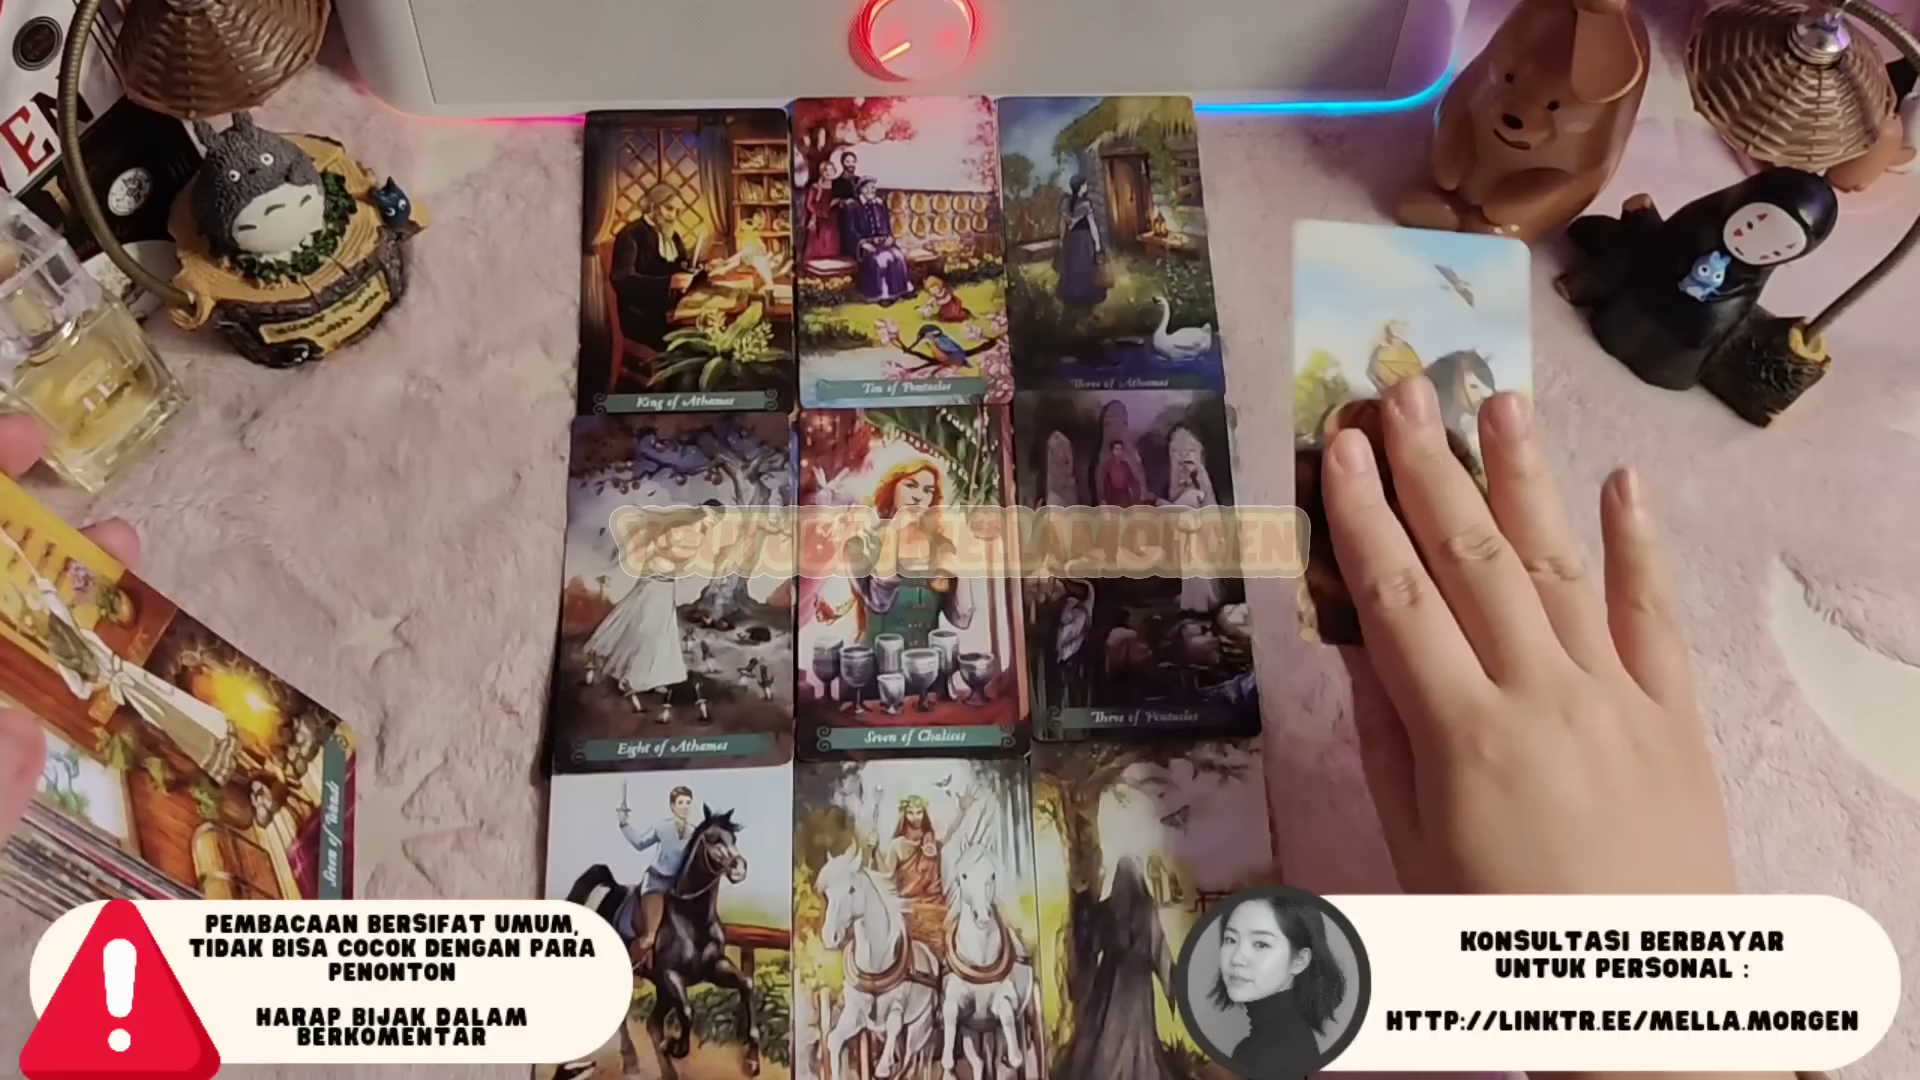 King of Athames
Ten of Pentacles
Three of Athames
YOUTUBE: MELLAMORGEN
Eight of Athames
Seven of Chalices
Three of Pentacles
Seven of Wands
PEMBACAAN BERSIFAT UMUM,
TIDAK BISA COCOK DENGAN PARA
PENONTON
HARAP BIJAK DALAM
BERKOMENTAR
KONSULTASI BERBAYAR
UNTUK PERSONAL :
HTTP://LINKTR.EE/MELLA.MORGEN